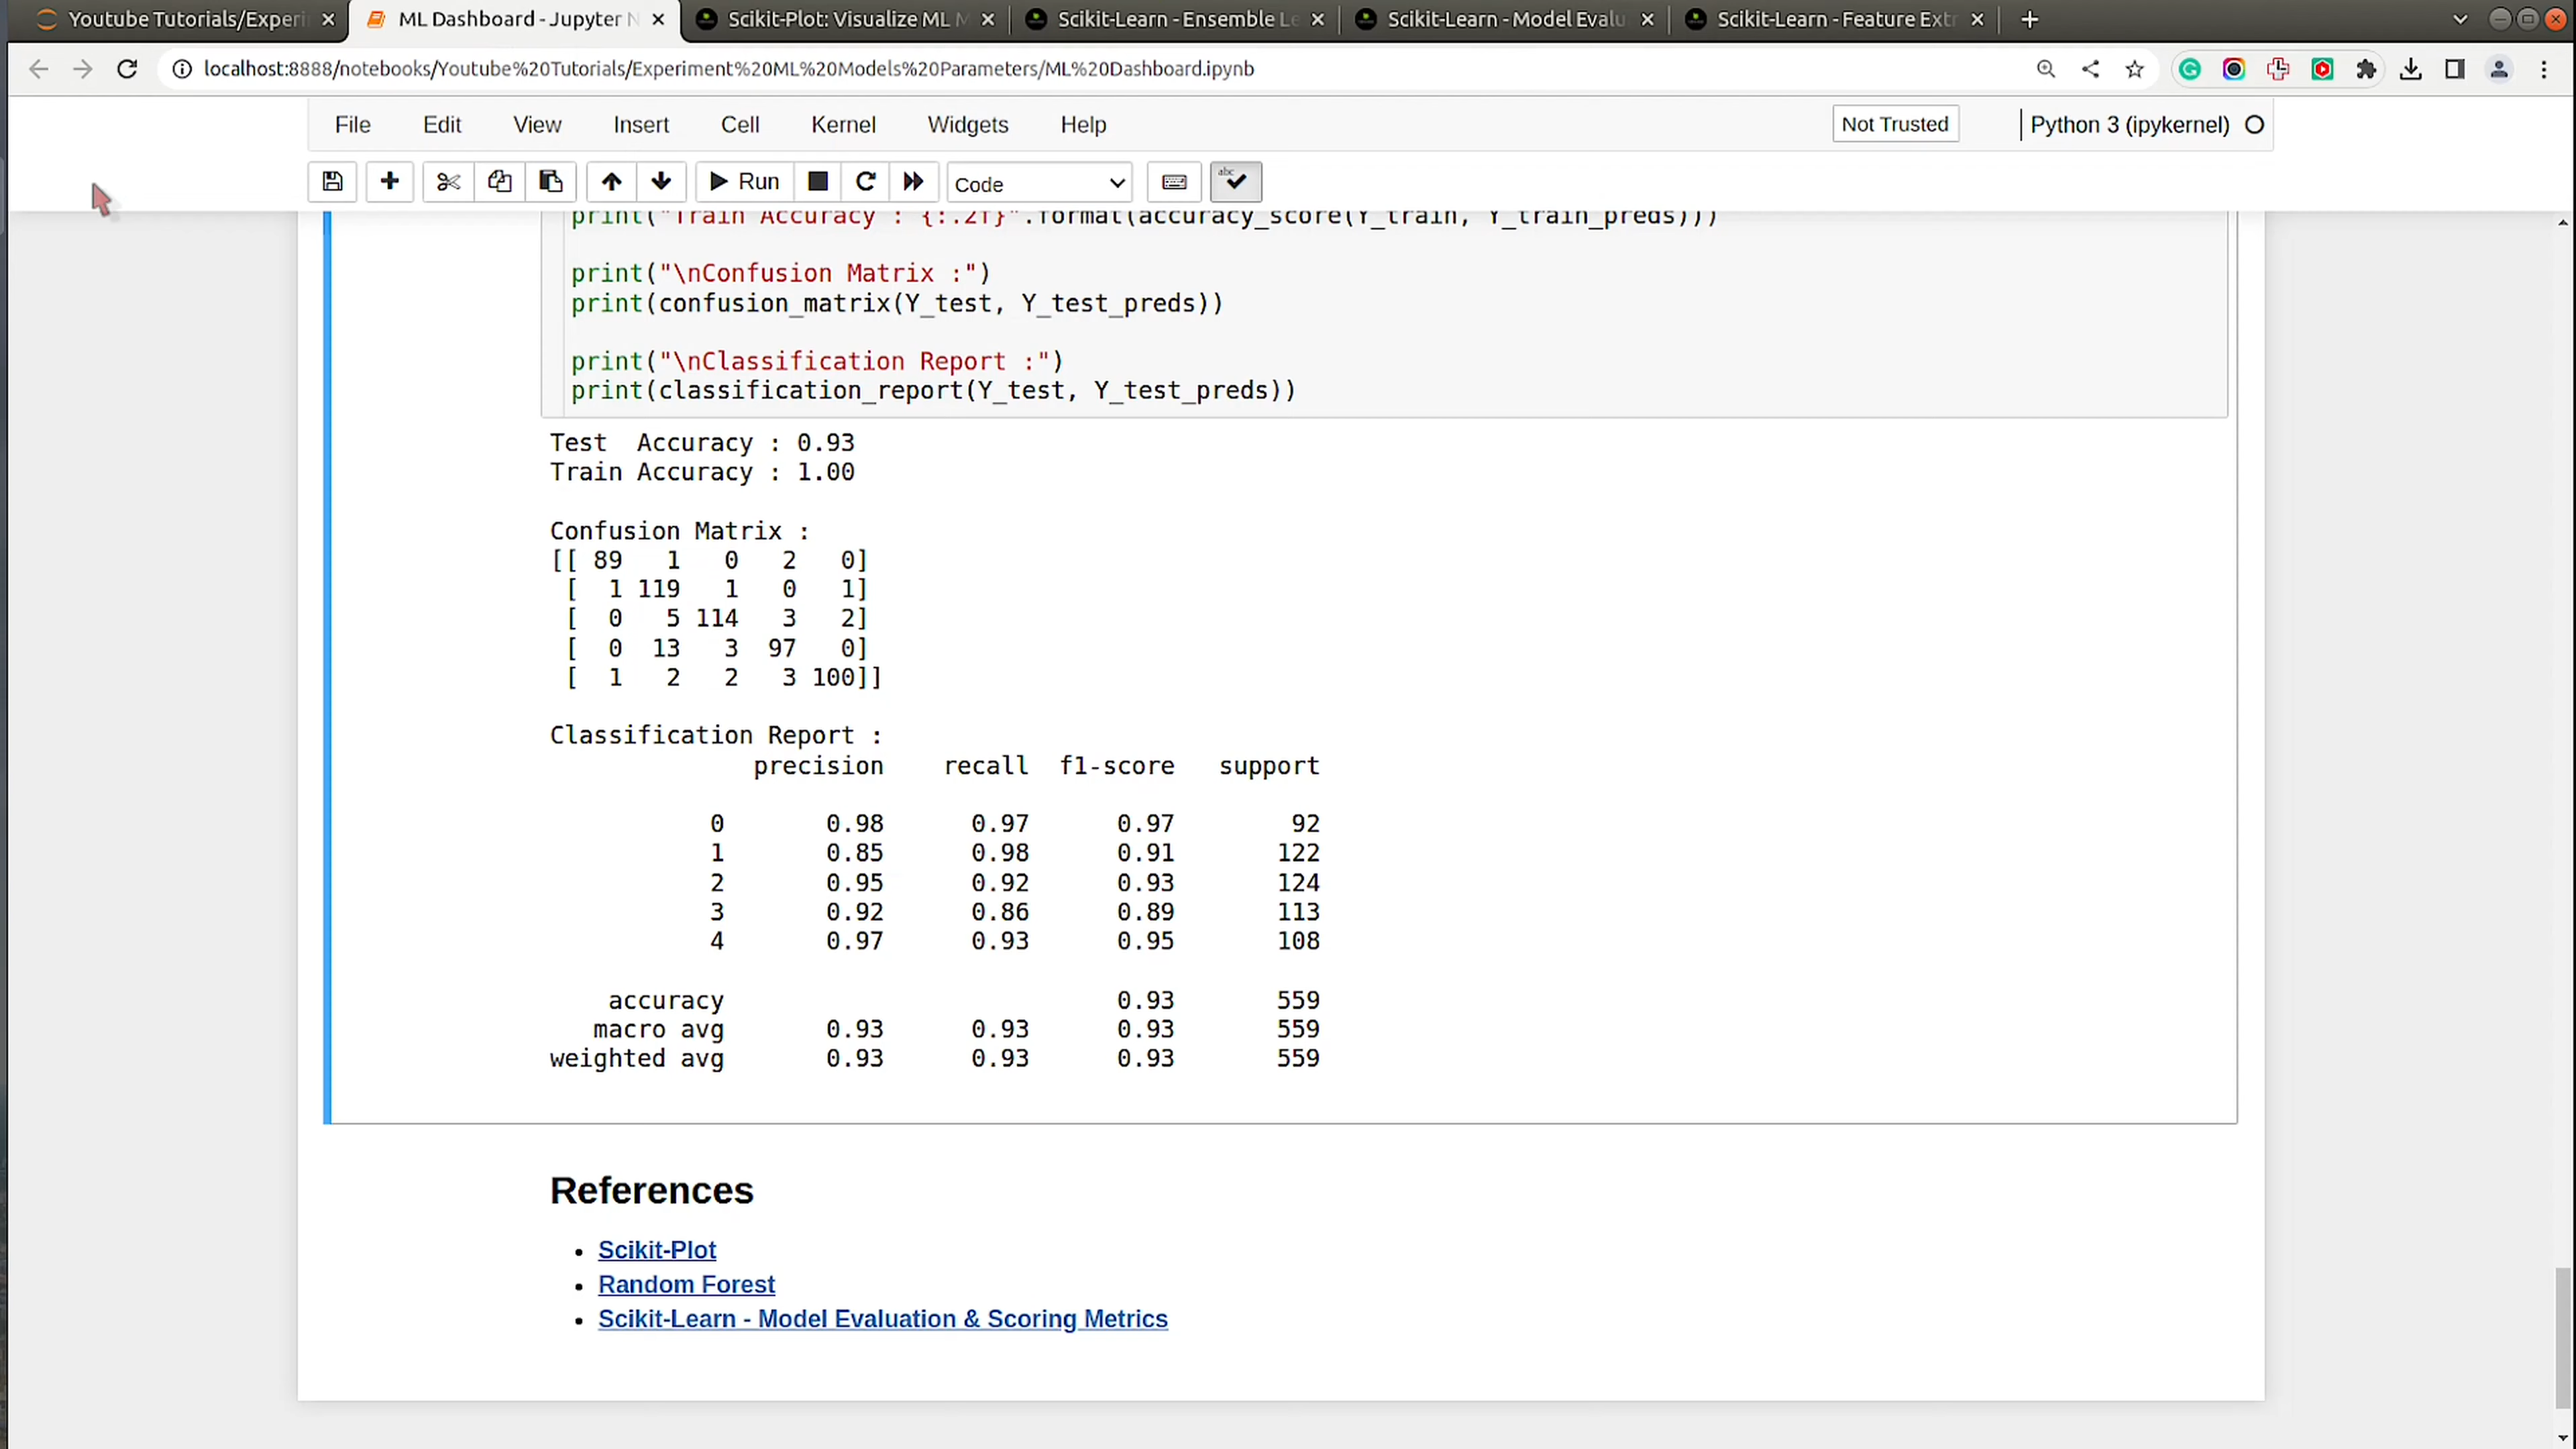 Youtube Tutorials/Experi
ML Dashboard - Jupyter N
Scikit-Plot: Visualize ML M
Scikit-Learn - Ensemble Le
Scikit-Learn - Model Evalu
Scikit-Learn - Feature Extr
localhost:8888/notebooks/Youtube%20Tutorials/Experiment%20ML%20Models%20Parameters/ML%20Dashboard.ipynb
File Edit View Insert Cell Kernel Widgets Help Not Trusted Python 3 (ipykernel)
Run Code abc
print("Train Accuracy : {:.2f}".format(accuracy_score(Y_train, Y_train_preds)))
print("\nConfusion Matrix :")
print(confusion_matrix(Y_test, Y_test_preds))
print("\nClassification Report :")
print(classification_report(Y_test, Y_test_preds))
Test  Accuracy : 0.93
Train Accuracy : 1.00
Confusion Matrix :
[[ 89   1   0   2   0]
 [  1 119   1   0   1]
 [  0   5 114   3   2]
 [  0  13   3  97   0]
 [  1   2   2   3 100]]
Classification Report :
              precision    recall  f1-score   support
           0       0.98      0.97      0.97        92
           1       0.85      0.98      0.91       122
           2       0.95      0.92      0.93       124
           3       0.92      0.86      0.89       113
           4       0.97      0.93      0.95       108
    accuracy                           0.93       559
   macro avg       0.93      0.93      0.93       559
weighted avg       0.93      0.93      0.93       559
References
• Scikit-Plot
• Random Forest
• Scikit-Learn - Model Evaluation & Scoring Metrics